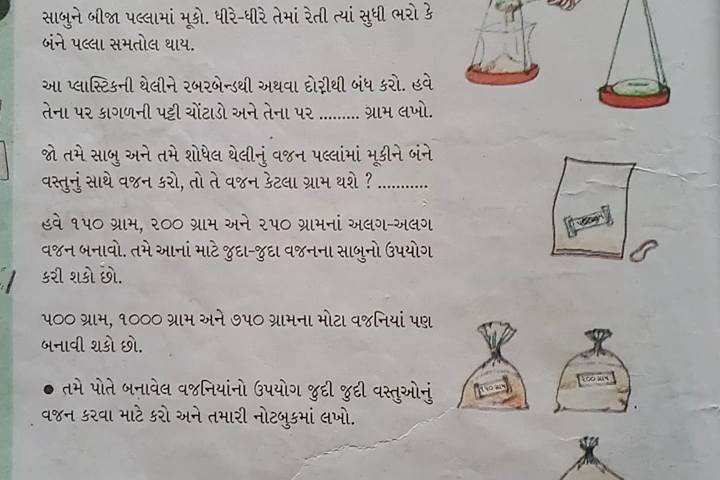 સાબુને બીજા પલ્લામાં મૂકો. ધીરે-ધીરે તેમાં રેતી ત્યાં સુધી ભરો કે
બંને પલ્લા સમતોલ થાય.
આ પ્લાસ્ટિકની થેલીને રબરબેન્ડથી અથવા દોરીથી બંધ કરો. હવે
તેના પર કાગળની પટ્ટી ચોંટાડો અને તેના પર ......... ગ્રામ લખો.
જો તમે સાબુ અને તમે શોધેલ થેલીનું વજન પલ્લાંમાં મૂકીને બંને
વસ્તુનું સાથે વજન કરો, તો તે વજન કેટલા ગ્રામ થશે ? ...........
હવે ૧૫૦ ગ્રામ, ૨૦૦ ગ્રામ અને ૨૫૦ ગ્રામનાં અલગ-અલગ
વજન બનાવો. તમે આનાં માટે જુદા-જુદા વજનના સાબુનો ઉપયોગ
કરી શકો છો.
૫૦૦ ગ્રામ, ૧૦૦૦ ગ્રામ અને ૭૫૦ ગ્રામના મોટા વજનિયાં પણ
બનાવી શકો છો.
● તમે પોતે બનાવેલ વજનિયાંનો ઉપયોગ જુદી જુદી વસ્તુઓનું
વજન કરવા માટે કરો અને તમારી નોટબુકમાં લખો.
૧૫૦ ગ્રામ
૨૦૦ ગ્રામ